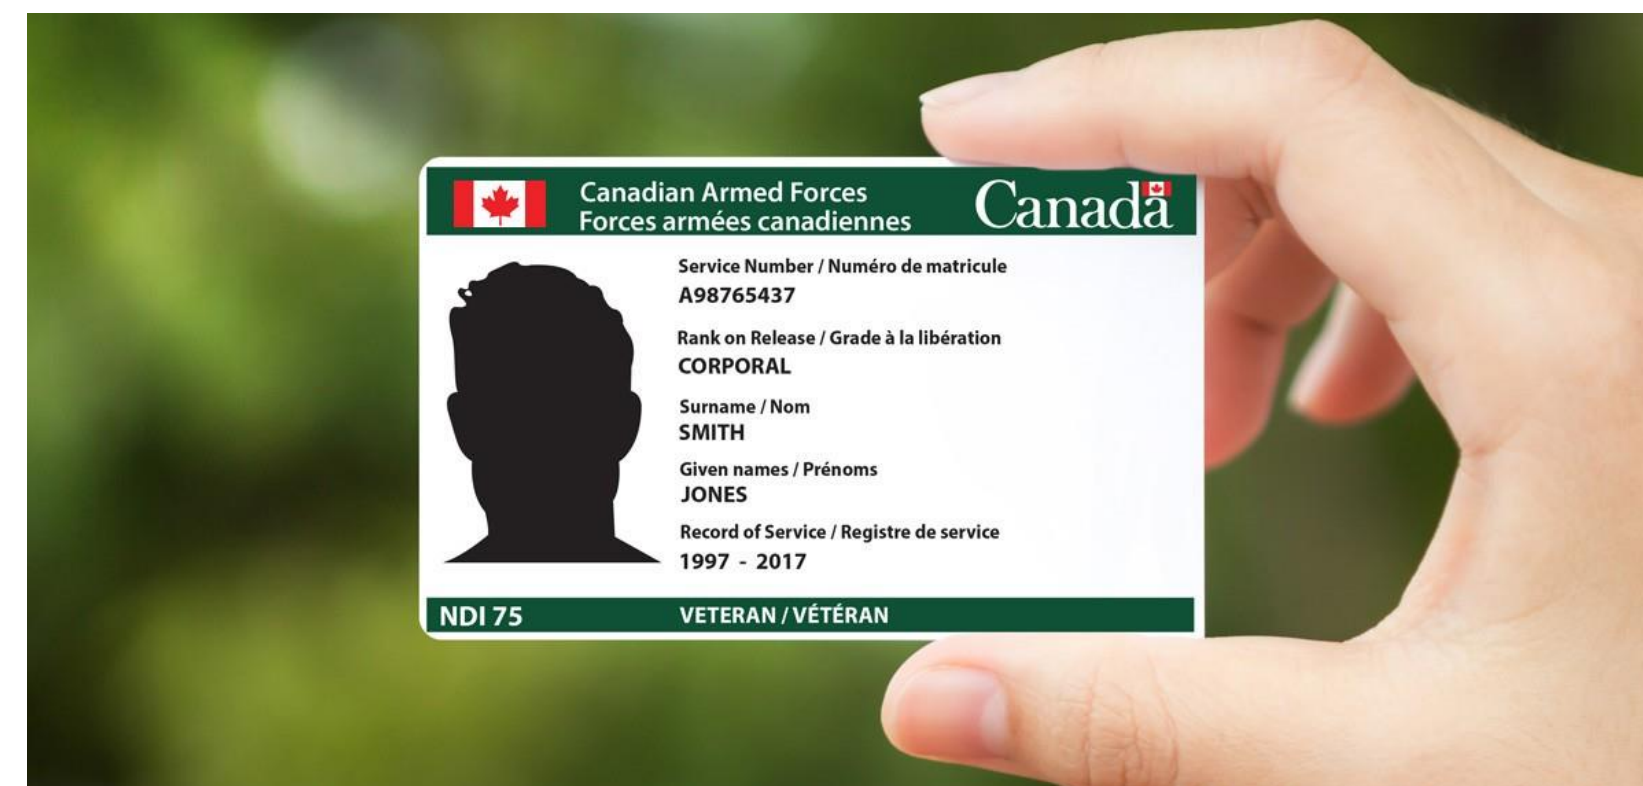 Canadian Armed Forces
Forces armées canadiennes
Canada
Service Number / Numéro de matricule
A98765437
Rank on Release / Grade à la libération
CORPORAL
Surname / Nom
SMITH
Given names / Prénoms
JONES
Record of Service / Registre de service
1997 - 2017
NDI 75
VETERAN / VÉTÉRAN